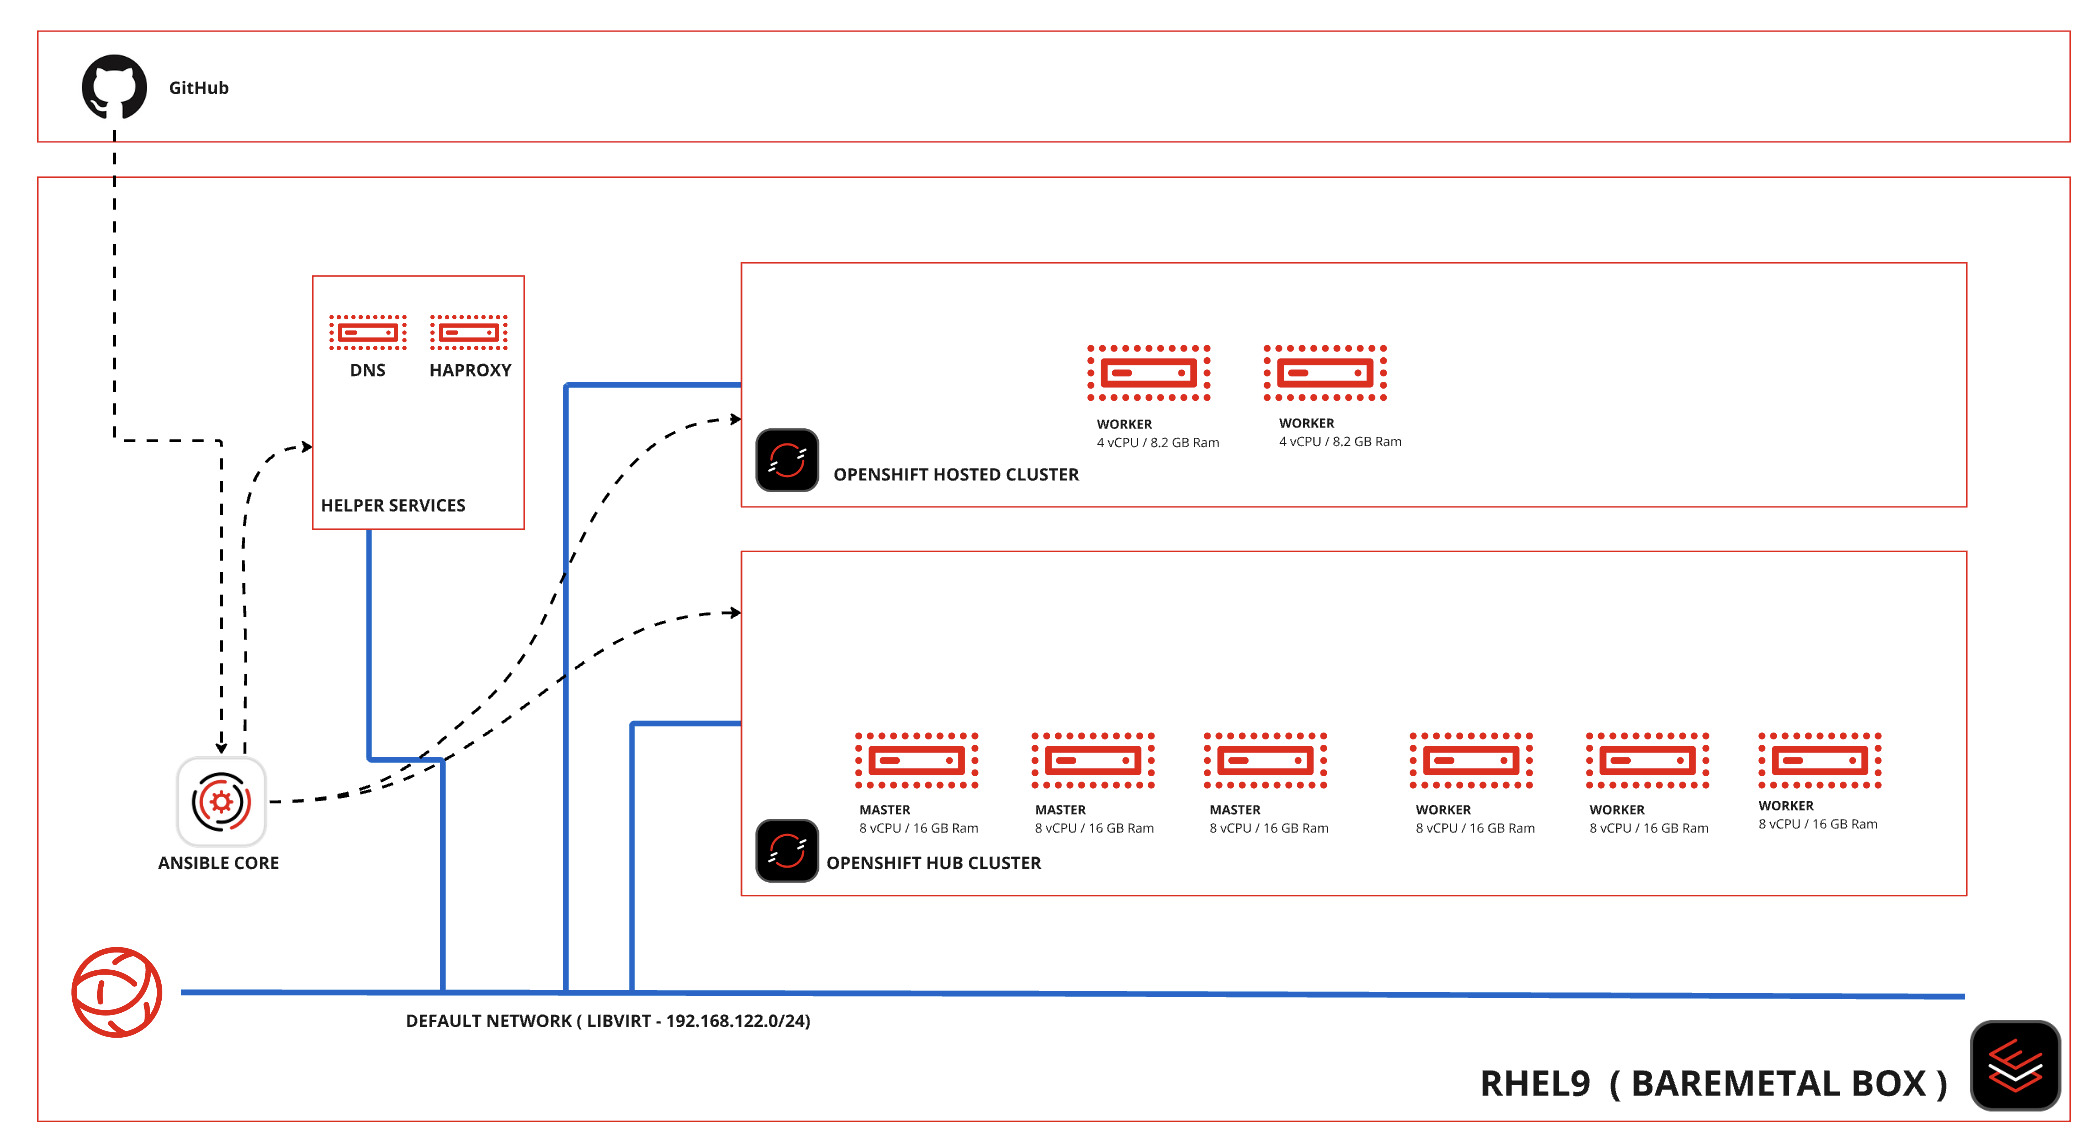 GitHub
DNS
HAPROXY
HELPER SERVICES
WORKER
4 vCPU / 8.2 GB Ram
WORKER
4 vCPU / 8.2 GB Ram
OPENSHIFT HOSTED CLUSTER
MASTER
8 vCPU / 16 GB Ram
MASTER
8 vCPU / 16 GB Ram
MASTER
8 vCPU / 16 GB Ram
WORKER
8 vCPU / 16 GB Ram
WORKER
8 vCPU / 16 GB Ram
WORKER
8 vCPU / 16 GB Ram
OPENSHIFT HUB CLUSTER
ANSIBLE CORE
DEFAULT NETWORK ( LIBVIRT - 192.168.122.0/24)
RHEL9 ( BAREMETAL BOX )